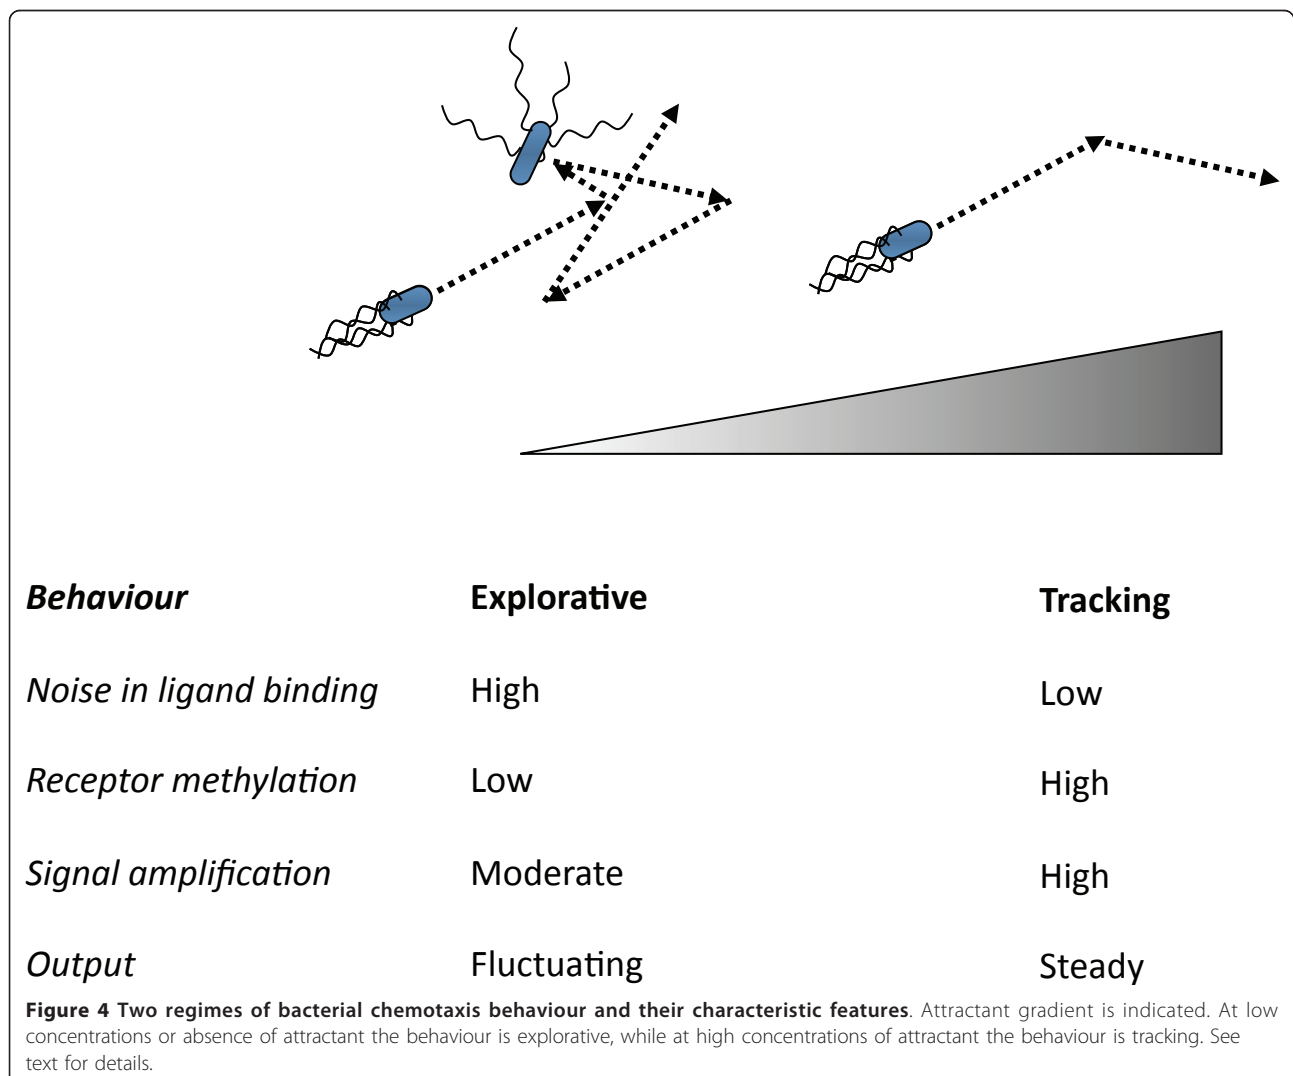 Behaviour Explorative Tracking
Noise in ligand binding High Low
Receptor methylation Low High
Signal amplification Moderate High
Output Fluctuating Steady
Figure 4 Two regimes of bacterial chemotaxis behaviour and their characteristic features. Attractant gradient is indicated. At low
concentrations or absence of attractant the behaviour is explorative, while at high concentrations of attractant the behaviour is tracking. See
text for details.